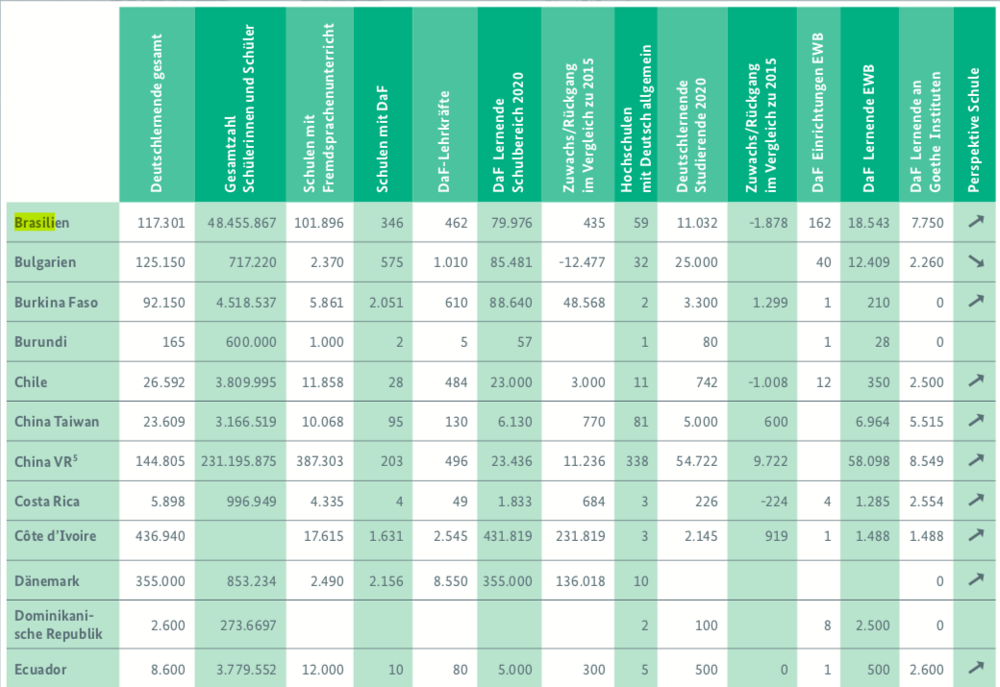 Deutschlernende gesamt
Gesamtzahl
Schülerinnen und Schüler
Schulen mit
Fremdsprachenunterricht
Schulen mit DaF
DaF-Lehrkräfte
DaF Lernende
Schulbereich 2020
Zuwachs/Rückgang
im Vergleich zu 2015
Hochschulen
mit Deutsch allgemein
Deutschlernende
Studierende 2020
Zuwachs/Rückgang
im Vergleich zu 2015
DaF Einrichtungen EWB
DaF Lernende EWB
DaF Lernende an
Goethe Instituten
Perspektive Schule
Brasilien 117.301 48.455.867 101.896 346 462 79.976 435 59 11.032 -1.878 162 18.543 7.750
Bulgarien 125.150 717.220 2.370 575 1.010 85.481 -12.477 32 25.000 40 12.409 2.260
Burkina Faso 92.150 4.518.537 5.861 2.051 610 88.640 48.568 2 3.300 1.299 1 210 0
Burundi 165 600.000 1.000 2 5 57 1 80 1 28 0
Chile 26.592 3.809.995 11.858 28 484 23.000 3.000 11 742 -1.008 12 350 2.500
China Taiwan 23.609 3.166.519 10.068 95 130 6.130 770 81 5.000 600 6.964 5.515
China VR⁵ 144.805 231.195.875 387.303 203 496 23.436 11.236 338 54.722 9.722 58.098 8.549
Costa Rica 5.898 996.949 4.335 4 49 1.833 684 3 226 -224 4 1.285 2.554
Côte d'Ivoire 436.940 17.615 1.631 2.545 431.819 231.819 3 2.145 919 1 1.488 1.488
Dänemark 355.000 853.234 2.490 2.156 8.550 355.000 136.018 10 0
Dominikani-
sche Republik 2.600 273.6697 2 100 8 2.500 0
Ecuador 8.600 3.779.552 12.000 10 80 5.000 300 5 500 0 1 500 2.600